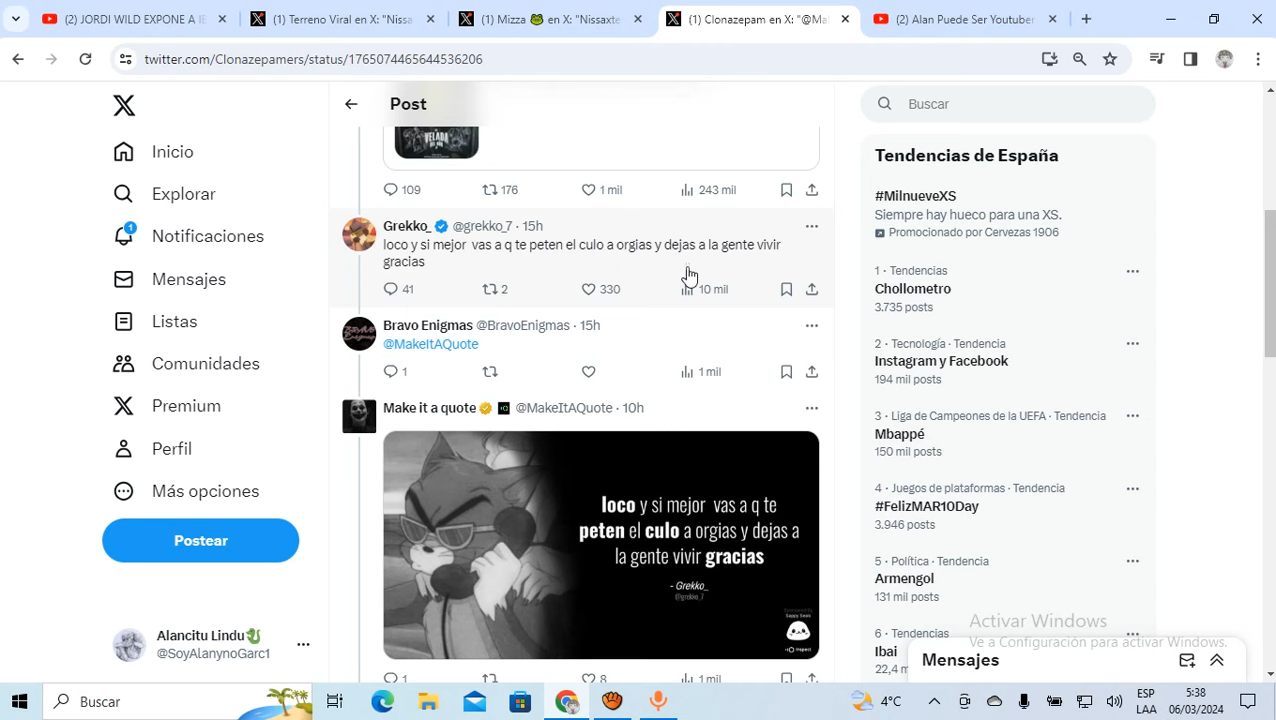 (2) JORDI WILD EXPONE A TE
(1) Terreno Viral en X: "Nissa
(1) Mizza 🐸 en X: "Nissaxte
(1) Clonazepam en X: "@Mal
(2) Alan Puede Ser Youtuber
twitter.com/Clonazepamers/status/1765074465644536206
Inicio
Explorar
1
Notificaciones
Mensajes
Listas
Comunidades
Premium
Perfil
Más opciones
Postear
Alancitu Lindu🐉
@SoyAlanynoGarc1
Post
VELADA
109 176 1 mil 243 mil
Grekko_ @grekko_7 · 15h
loco y si mejor vas a q te peten el culo a orgias y dejas a la gente vivir
gracias
41 2 330 10 mil
Bravo Enigmas @BravoEnigmas · 15h
@MakeItAQuote
1 1 mil
Make it a quote @MakeItAQuote · 10h
loco y si mejor vas a q te
peten el culo a orgias y dejas a
la gente vivir gracias
- Grekko_
@grekko_7
inspect
1 8 1 mil
Buscar
Tendencias de España
#MilnueveXS
Siempre hay hueco para una XS.
Promocionado por Cervezas 1906
1 · Tendencias
Chollometro
3.735 posts
2 · Tecnología · Tendencia
Instagram y Facebook
194 mil posts
3 · Liga de Campeones de la UEFA · Tendencia
Mbappé
150 mil posts
4 · Juegos de plataformas · Tendencia
#FelizMAR10Day
3.946 posts
5 · Política · Tendencia
Armengol
131 mil posts
6 · Tendencias
Ibai
22,4 m
Activar Windows
Ve a Configuración para activar Windows.
Mensajes
Buscar
4°C
ESP
LAA
5:38
06/03/2024